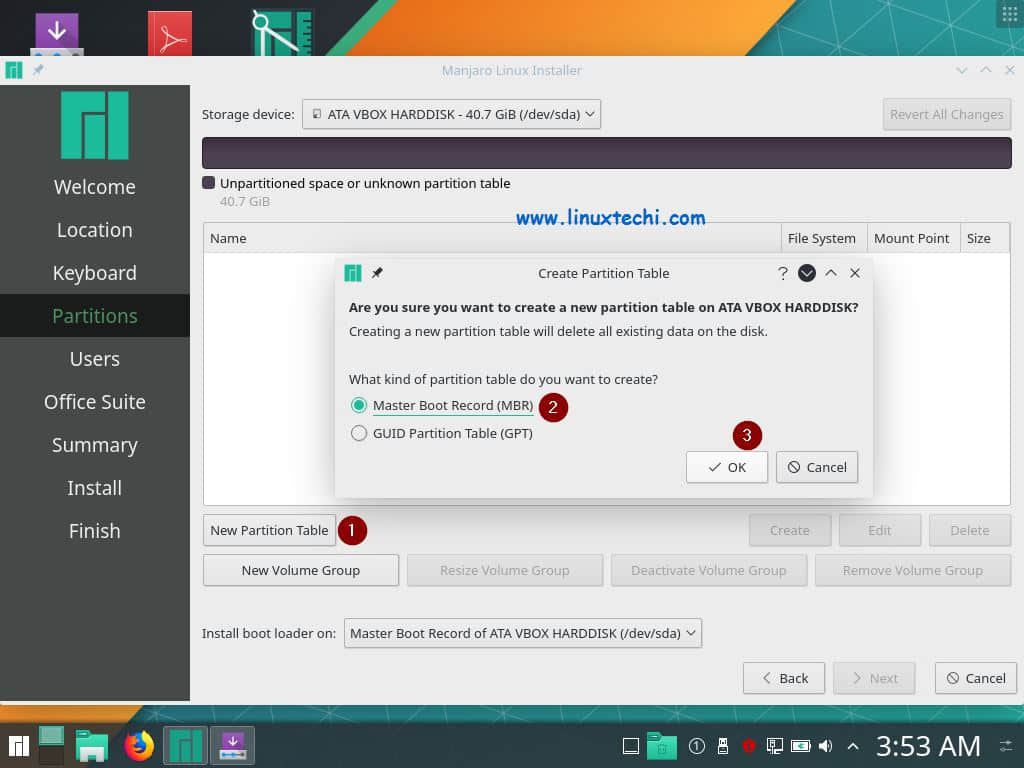 Manjaro Linux Installer
Welcome
Location
Keyboard
Partitions
Users
Office Suite
Summary
Install
Finish
Storage device: ATA VBOX HARDDISK - 40.7 GiB (/dev/sda) Revert All Changes
Unpartitioned space or unknown partition table
40.7 GiB
www.linuxtechi.com
Name File System Mount Point Size
Create Partition Table ?
Are you sure you want to create a new partition table on ATA VBOX HARDDISK?
Creating a new partition table will delete all existing data on the disk.
What kind of partition table do you want to create?
Master Boot Record (MBR) 2
GUID Partition Table (GPT)
3
OK Cancel
New Partition Table 1 Create Edit Delete
New Volume Group Resize Volume Group Deactivate Volume Group Remove Volume Group
Install boot loader on: Master Boot Record of ATA VBOX HARDDISK (/dev/sda)
Back Next Cancel
1 3:53 AM